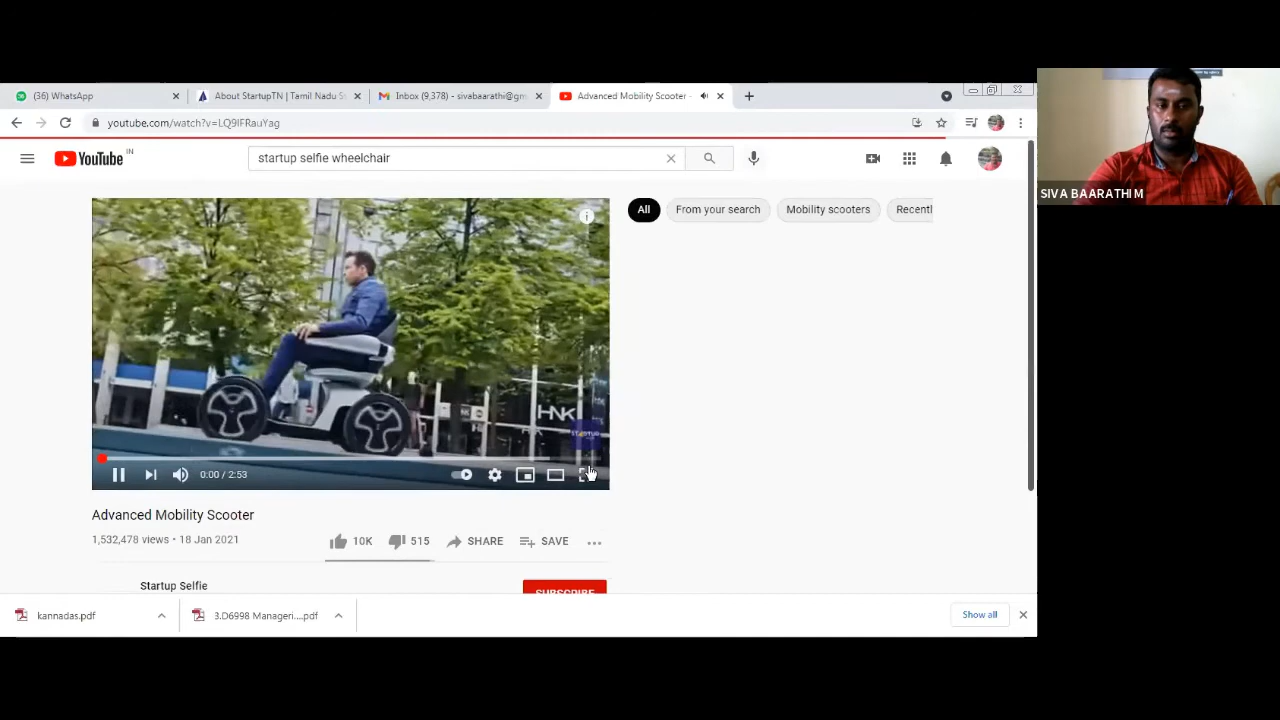 (36) WhatsApp
About StartupTN | Tamil Nadu St
Inbox (9,378) - sivabaarathi@gm
Advanced Mobility Scooter -
youtube.com/watch?v=LQ9IFRauYag
YouTube IN
startup selfie wheelchair
All
From your search
Mobility scooters
Recentl
SIVA BAARATHI M
HNK
0:00 / 2:53
Advanced Mobility Scooter
1,532,478 views • 18 Jan 2021
10K
515
SHARE
SAVE
Startup Selfie
SUBSCRIBE
kannadas.pdf
3.D6998 Manageri....pdf
Show all